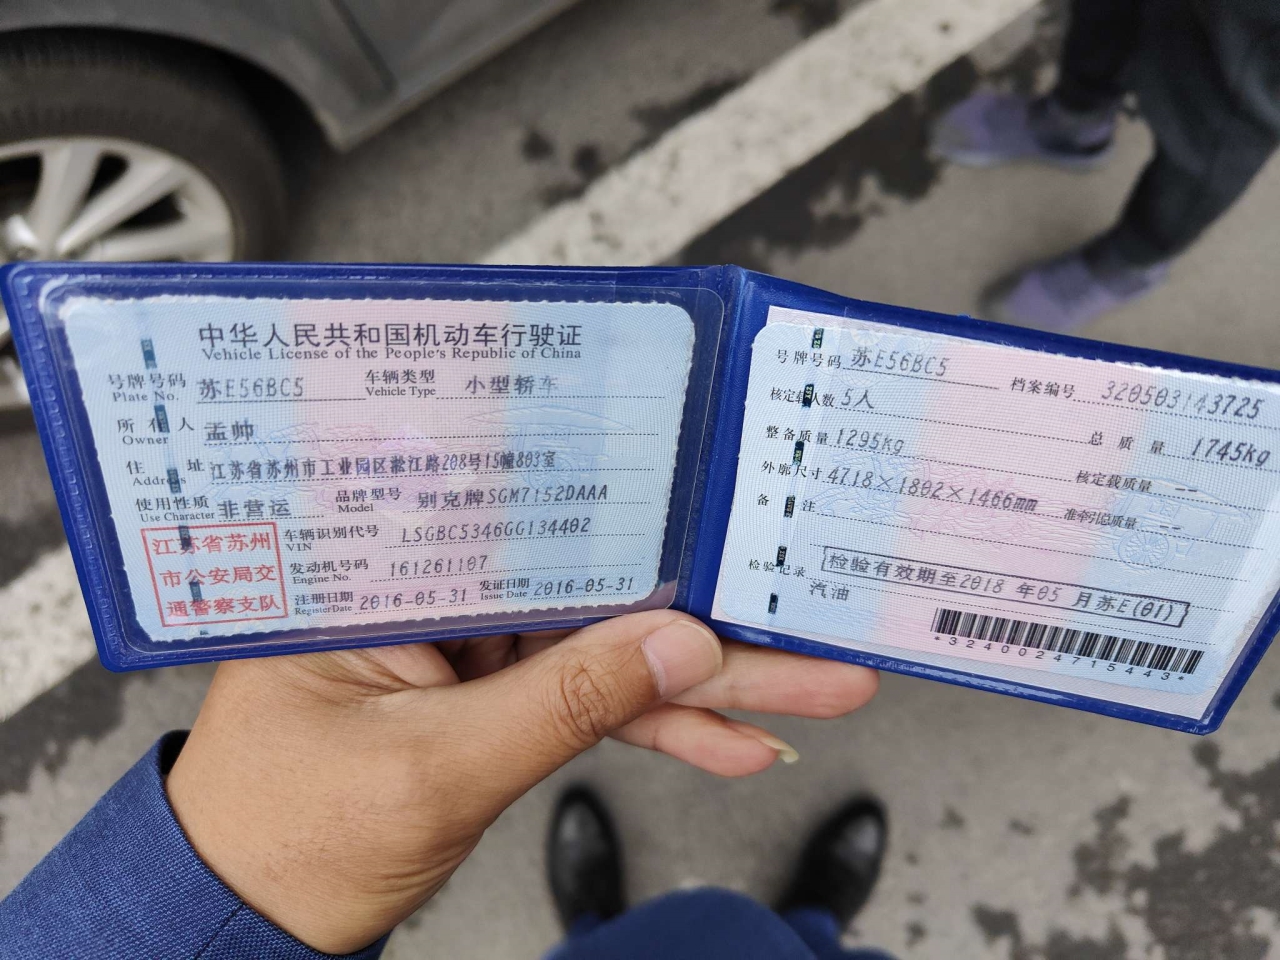 中华人民共和国机动车行驶证
Vehicle License of the People's Republic of China
号牌号码 苏E56BC5 车辆类型 小型轿车
Plate No. Vehicle Type
所有人 孟帅
Owner
住址 江苏省苏州市工业园区淞江路208号15幢803室
Address
使用性质 非营运 品牌型号 别克牌SGM7152DAAA
Use Character Model
江苏省苏州
市公安局交
通警察支队
车辆识别代号 LSGBC5346GG134402
VIN
发动机号码 161261107
Engine No.
注册日期 2016-05-31 发证日期 2016-05-31
Register Date Issue Date
号牌号码 苏E56BC5 档案编号 320503143725
核定载人数 5人 总质量 1745kg
整备质量 1295kg 核定载质量 --
外廓尺寸 4718×1802×1466mm 准牵引总质量 --
备注
检验记录 检验有效期至2018年05月苏E(01)
汽油
*3240024715443*